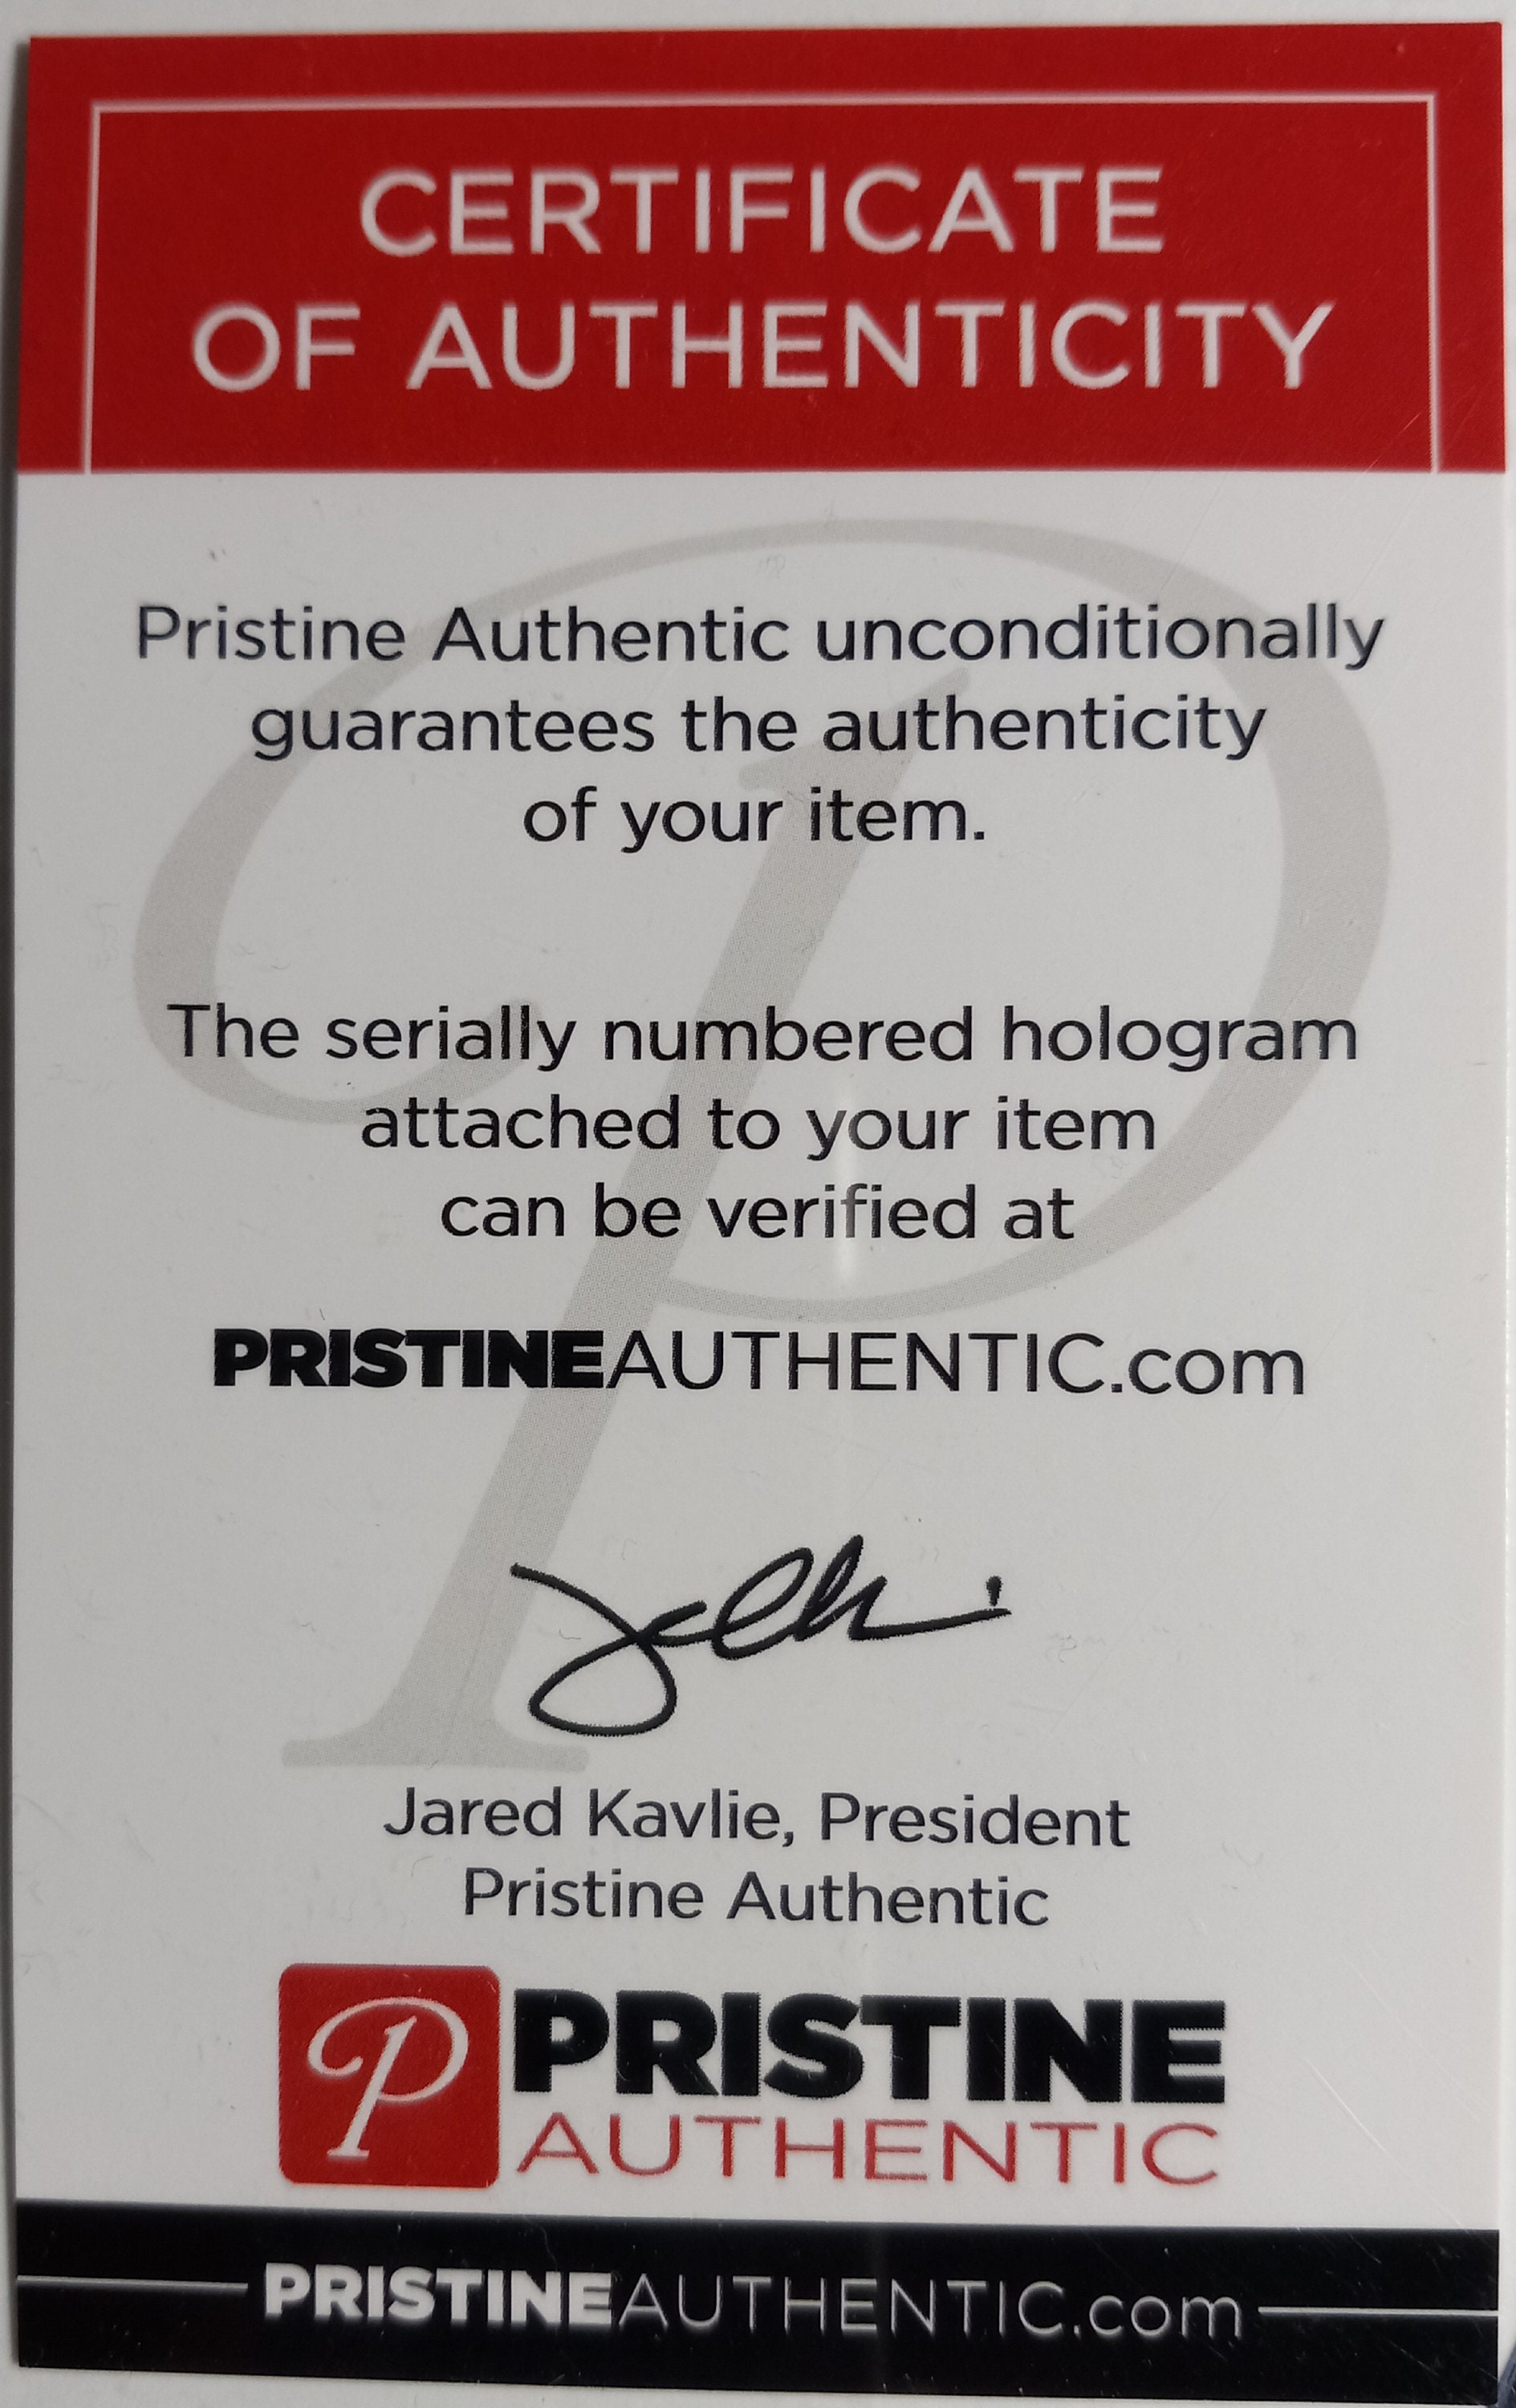 CERTIFICATE
OF AUTHENTICITY
Pristine Authentic unconditionally
guarantees the authenticity
of your item.
The serially numbered hologram
attached to your item
can be verified at
PRISTINEAUTHENTIC.com
Jared Kavlie, President
Pristine Authentic
P PRISTINE
AUTHENTIC
PRISTINEAUTHENTIC.com